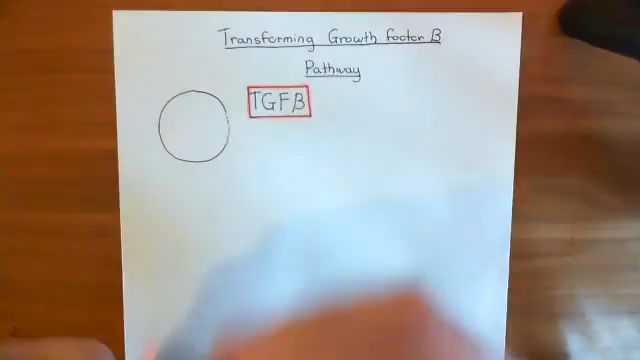 Transforming Growth factor β
Pathway
TGFβ